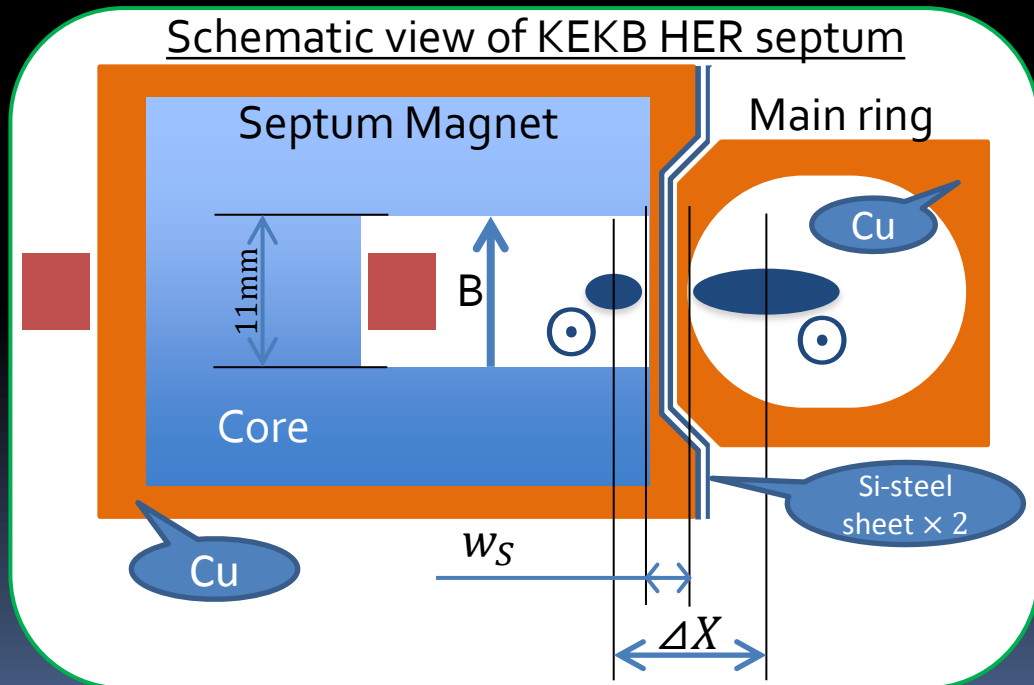 Schematic view of KEKB HER septum
Septum Magnet
Main ring
Cu
11mm
B
Core
Si-steel
sheet × 2
w_S
Cu
ΔX